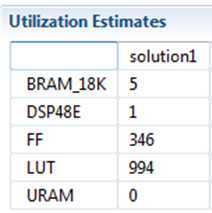 Utilization Estimates
solution1
BRAM_18K 5
DSP48E 1
FF 346
LUT 994
URAM 0